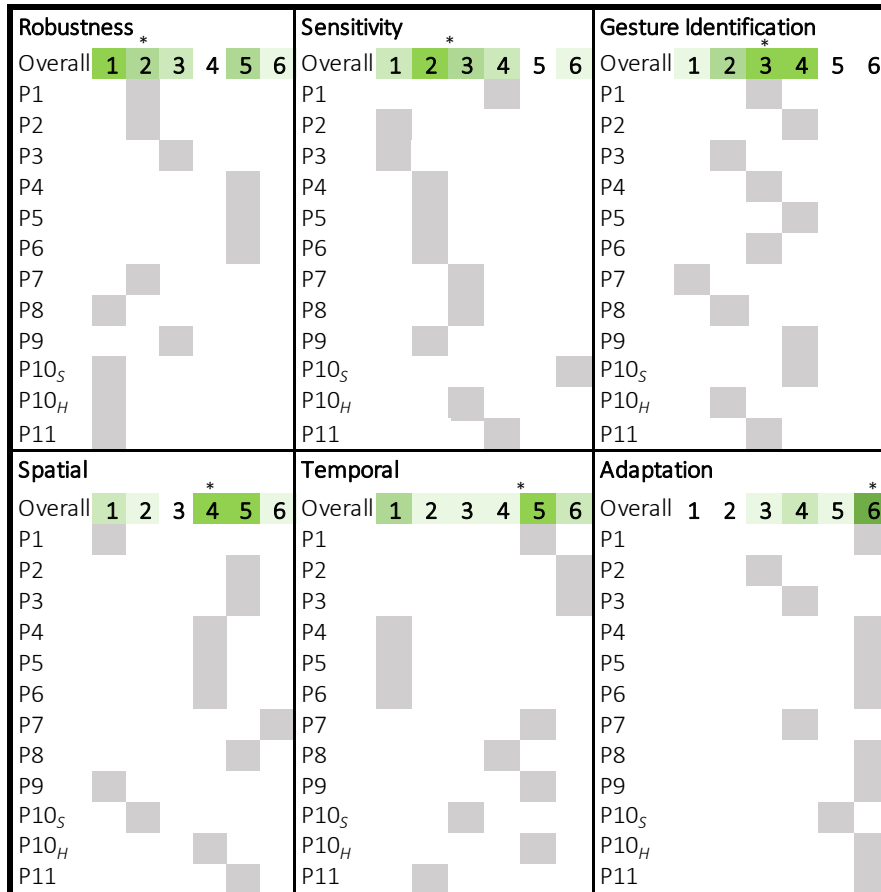 Robustness
*
Overall 1 2 3 4 5 6
P1
P2
P3
P4
P5
P6
P7
P8
P9
P10S
P10H
P11
Sensitivity
*
Overall 1 2 3 4 5 6
P1
P2
P3
P4
P5
P6
P7
P8
P9
P10S
P10H
P11
Gesture Identification
*
Overall 1 2 3 4 5 6
P1
P2
P3
P4
P5
P6
P7
P8
P9
P10S
P10H
P11
Spatial
*
Overall 1 2 3 4 5 6
P1
P2
P3
P4
P5
P6
P7
P8
P9
P10S
P10H
P11
Temporal
*
Overall 1 2 3 4 5 6
P1
P2
P3
P4
P5
P6
P7
P8
P9
P10S
P10H
P11
Adaptation
*
Overall 1 2 3 4 5 6
P1
P2
P3
P4
P5
P6
P7
P8
P9
P10S
P10H
P11